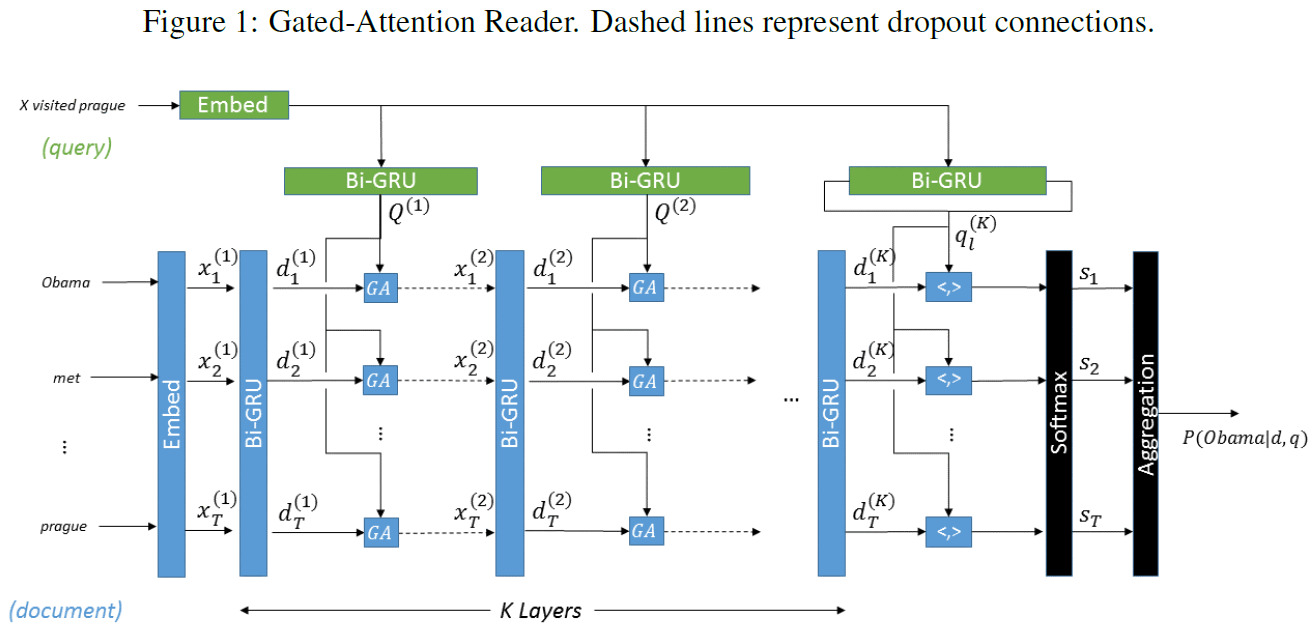 Figure 1: Gated-Attention Reader. Dashed lines represent dropout connections.
X visited prague
Embed
(query)
Bi-GRU
Bi-GRU
Bi-GRU
Q^{(1)}
Q^{(2)}
q_l^{(K)}
Obama
x_1^{(1)}
d_1^{(1)}
GA
x_1^{(2)}
d_1^{(2)}
GA
d_1^{(K)}
<,>
s_1
met
x_2^{(1)}
d_2^{(1)}
GA
x_2^{(2)}
d_2^{(2)}
GA
d_2^{(K)}
<,>
s_2
⋮
⋮
⋮
...
⋮
Embed
Bi-GRU
Bi-GRU
Bi-GRU
Softmax
Aggregation
P(Obama|d, q)
prague
x_T^{(1)}
d_T^{(1)}
GA
x_T^{(2)}
d_T^{(2)}
GA
d_T^{(K)}
<,>
s_T
(document)
K Layers